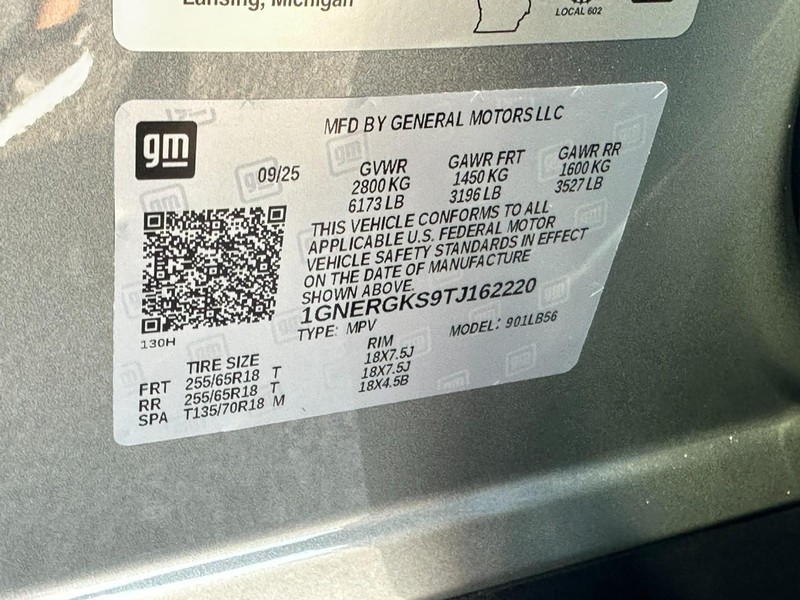 Lansing, Michigan
LOCAL 602
gm
MFD BY GENERAL MOTORS LLC
09/25
GVWR GAWR FRT GAWR RR
2800 KG 1450 KG 1600 KG
6173 LB 3196 LB 3527 LB
THIS VEHICLE CONFORMS TO ALL
APPLICABLE U.S. FEDERAL MOTOR
VEHICLE SAFETY STANDARDS IN EFFECT
ON THE DATE OF MANUFACTURE
SHOWN ABOVE.
1GNERGKS9TJ162220
TYPE: MPV MODEL: 901LB56
130H
TIRE SIZE RIM
FRT 255/65R18 T 18X7.5J
RR 255/65R18 T 18X7.5J
SPA T135/70R18 M 18X4.5B